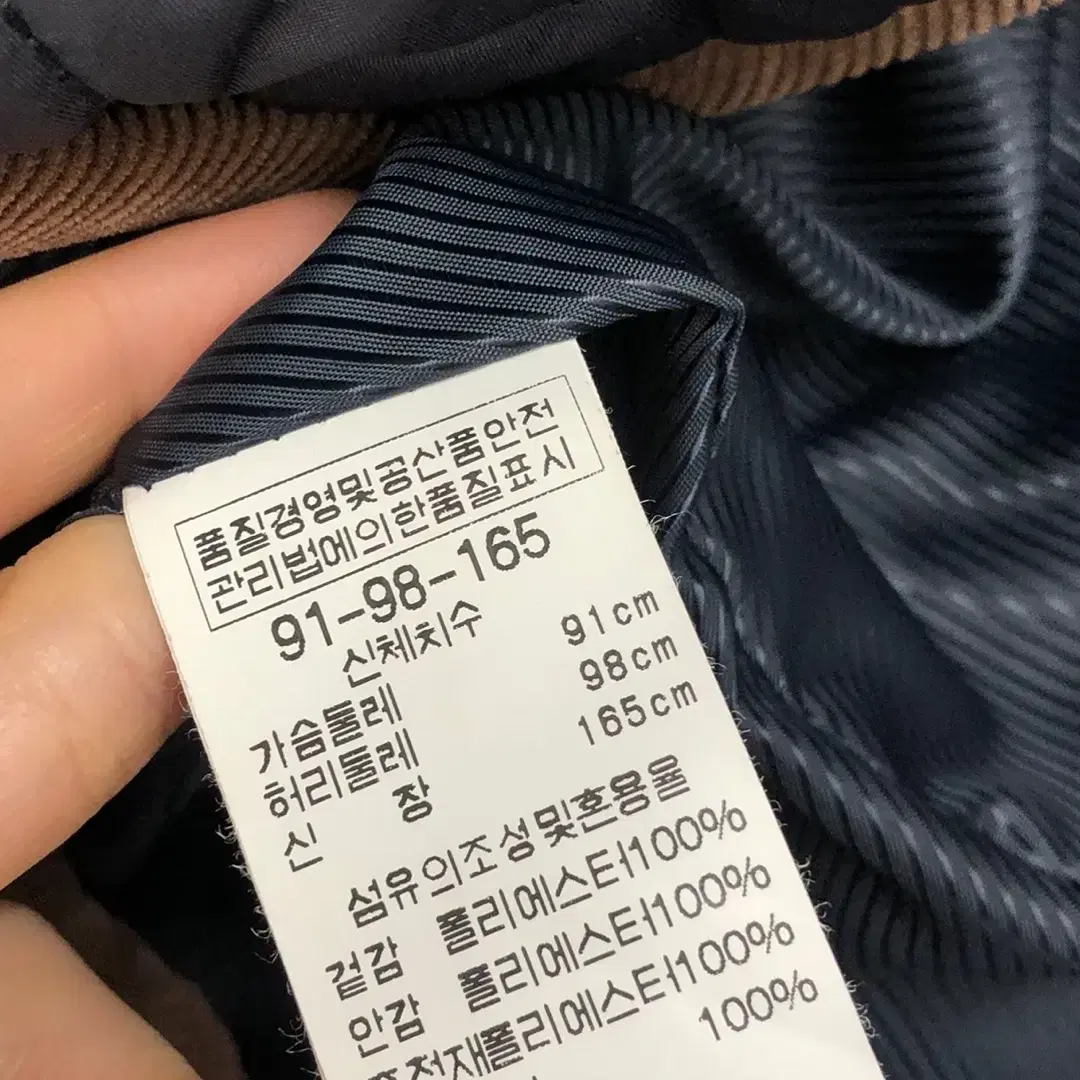 품질경영및공산품안전
관리법에의한품질표시
91-98-165
신체치수
가슴둘레 91cm
허리둘레 98cm
신 장 165cm
섬유의조성및혼용율
겉감 폴리에스터100%
안감 폴리에스터100%
충전재폴리에스터100%
100%